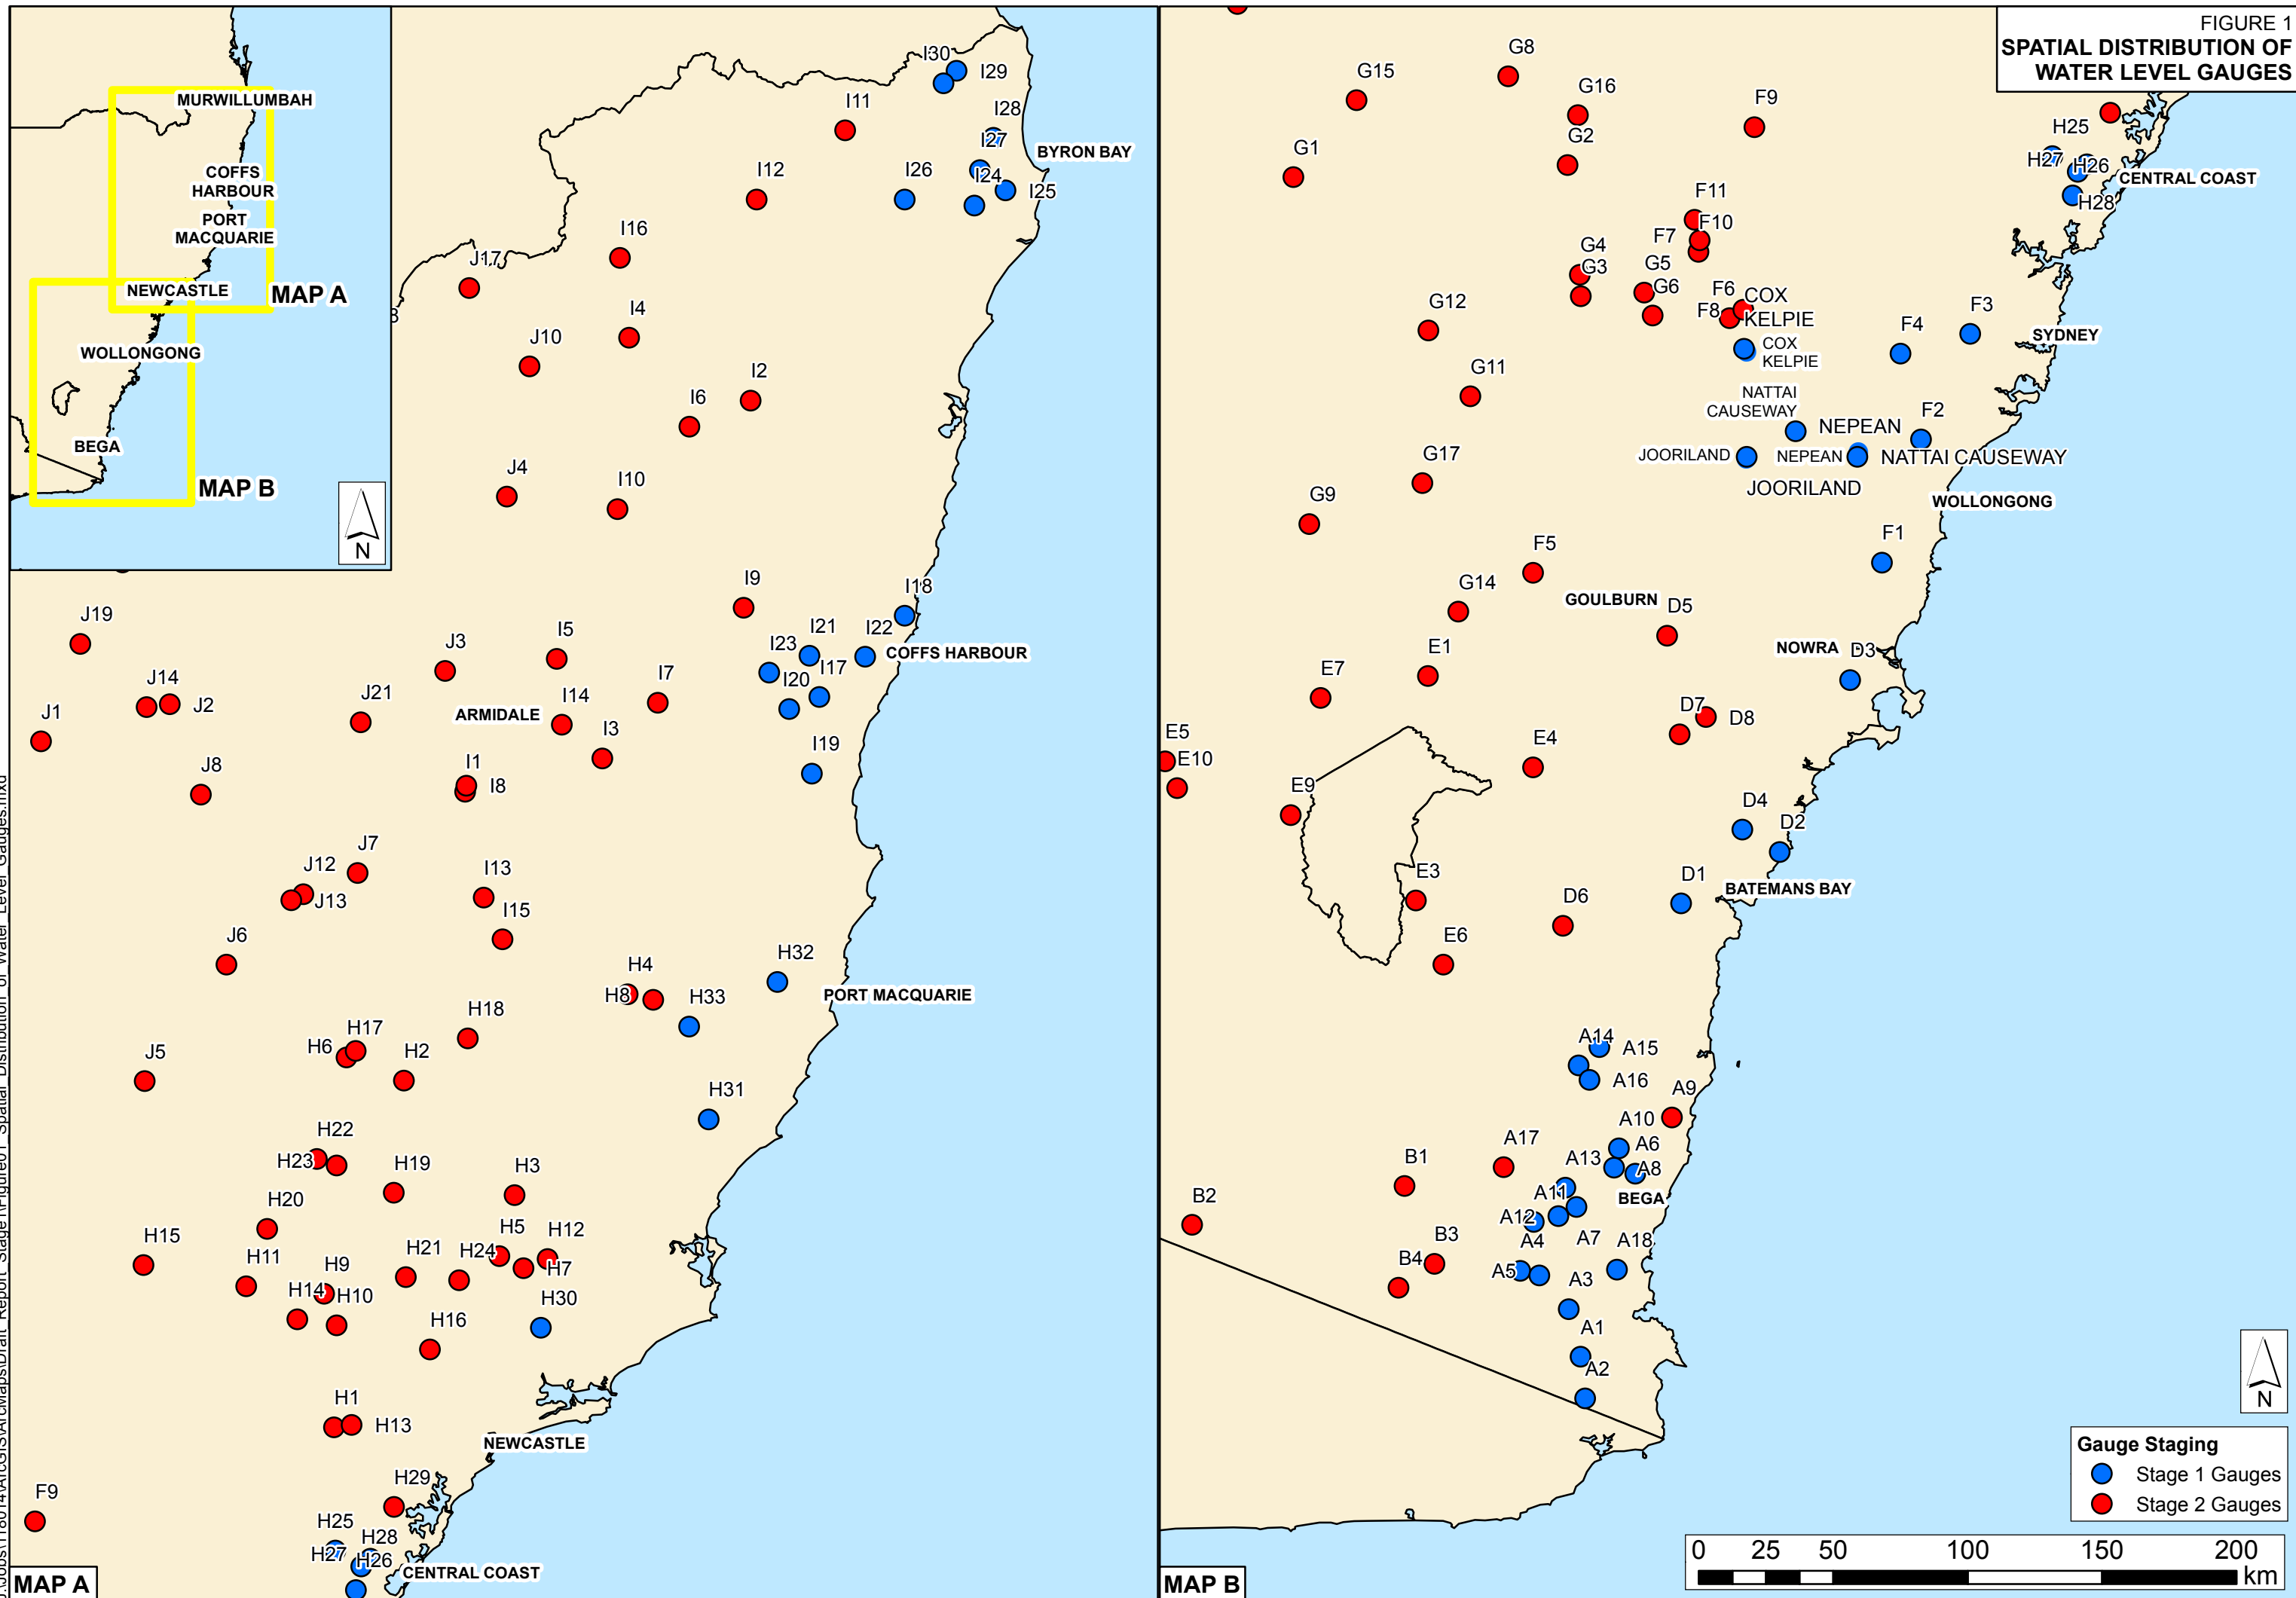 FIGURE 1
SPATIAL DISTRIBUTION OF
WATER LEVEL GAUGES
MURWILLUMBAH
COFFS
HARBOUR
PORT
MACQUARIE
NEWCASTLE
MAP A
WOLLONGONG
BEGA
MAP B
N
I30
I29
I11
I28
I27
BYRON BAY
I12
I26
I24
I25
I16
J17
I4
J10
I2
I6
J4
I10
I9
I18
J19
J3
I5
I23
I21
I22
COFFS HARBOUR
J14
J2
J21
ARMIDALE
I14
I7
I20
I17
J1
I3
I19
J8
I1
I8
J7
J12
J13
I13
I15
J6
H4
H8
H32
H33
PORT MACQUARIE
H18
H17
H6
H2
J5
H31
H22
H23
H19
H3
H20
H15
H11
H5
H12
H21
H24
H7
H9
H14
H10
H30
H16
H1
H13
NEWCASTLE
H29
F9
H25
H28
H27
H26
CENTRAL COAST
MAP A
G8
G15
G16
F9
G2
G1
H25
H27
H26
CENTRAL COAST
H28
F11
F10
F7
G4
G3
G5
G6
F6
COX
F8
KELPIE
G12
F3
F4
SYDNEY
COX
KELPIE
G11
NATTAI
CAUSEWAY
NEPEAN
F2
JOORILAND
NEPEAN
NATTAI CAUSEWAY
G17
JOORILAND
G9
WOLLONGONG
F1
F5
G14
GOULBURN
D5
NOWRA
D3
E1
E7
D7
D8
E5
E10
E4
E9
D4
D2
E3
D1
BATEMANS BAY
D6
E6
A14
A15
A16
A9
A10
A17
A6
A13
A8
B1
BEGA
B2
A11
A12
A7
A4
A18
B3
B4
A5
A3
A1
A2
N
Gauge Staging
Stage 1 Gauges
Stage 2 Gauges
0 25 50 100 150 200
km
MAP B